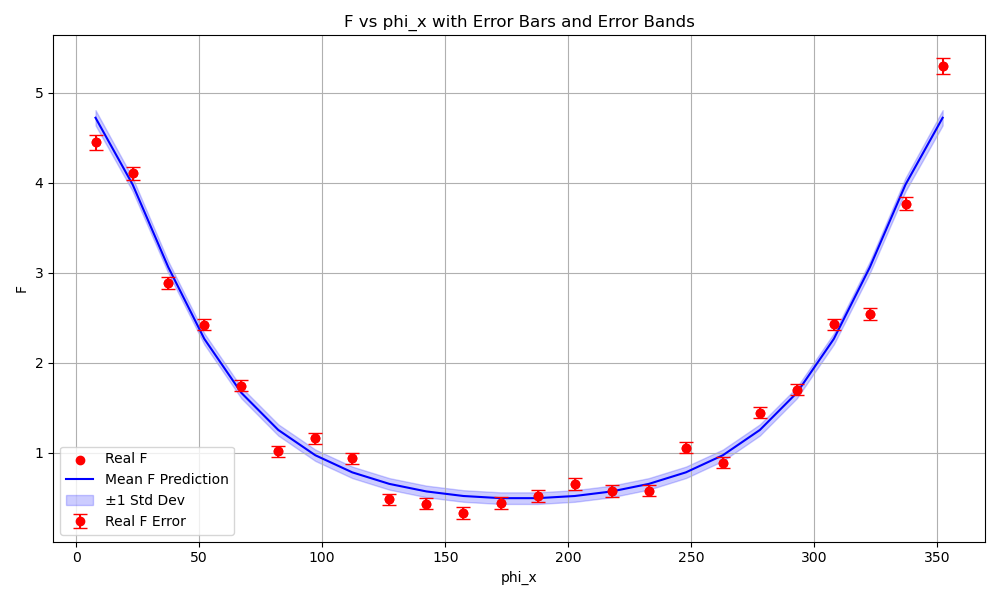 F vs phi_x with Error Bars and Error Bands
F
5
4
3
2
1
Real F
Mean F Prediction
±1 Std Dev
Real F Error
0 50 100 150 200 250 300 350
phi_x